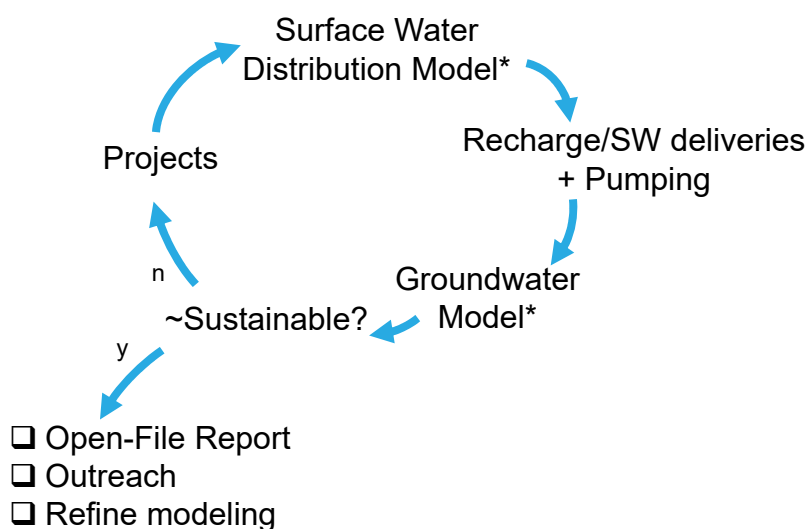 Surface Water
Distribution Model*
Recharge/SW deliveries
+ Pumping
Projects
n
Groundwater
Model*
~Sustainable?
y
❑ Open-File Report
❑ Outreach
❑ Refine modeling